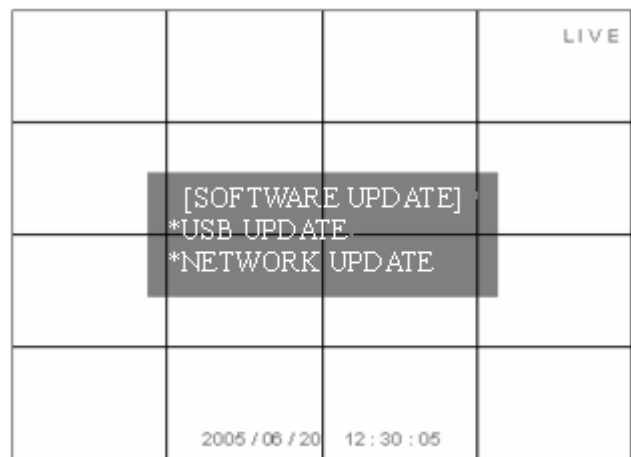 LIVE
[SOFTWARE UPDATE]
*USB UPDATE
*NETWORK UPDATE
2005 / 06 / 20 12 : 30 : 05